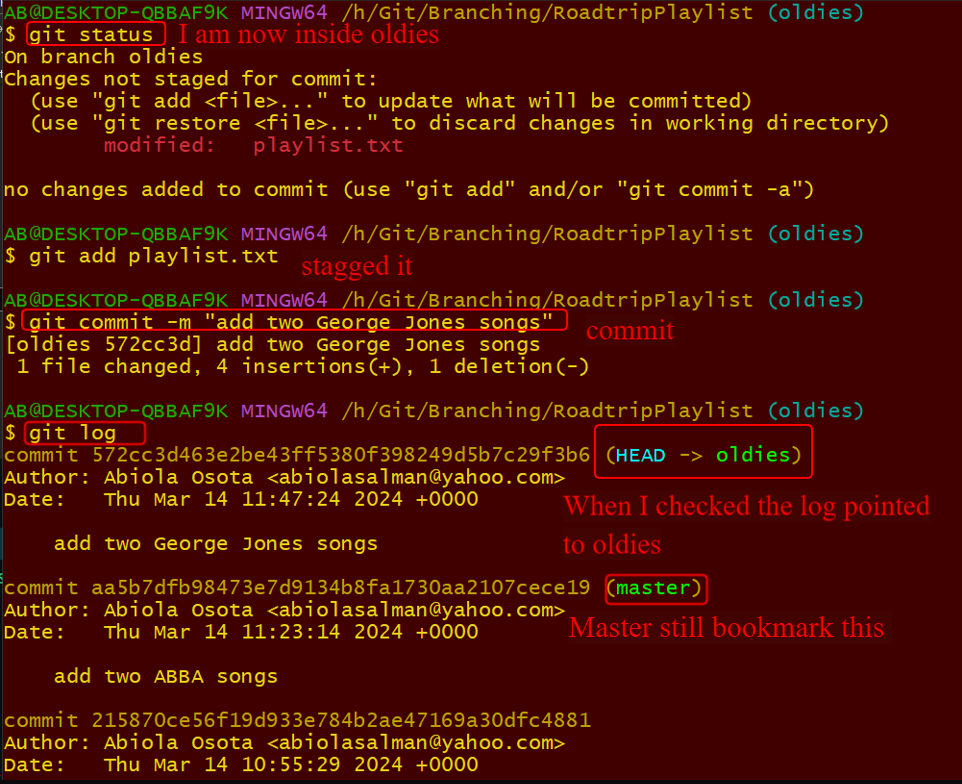 AB@DESKTOP-QBBAF9K MINGW64 /h/Git/Branching/RoadtripPlaylist (oldies)
$ git status I am now inside oldies
On branch oldies
Changes not staged for commit:
(use "git add <file>..." to update what will be committed)
(use "git restore <file>..." to discard changes in working directory)
modified: playlist.txt
no changes added to commit (use "git add" and/or "git commit -a")
AB@DESKTOP-QBBAF9K MINGW64 /h/Git/Branching/RoadtripPlaylist (oldies)
$ git add playlist.txt stagged it
AB@DESKTOP-QBBAF9K MINGW64 /h/Git/Branching/RoadtripPlaylist (oldies)
$ git commit -m "add two George Jones songs" commit
[oldies 572cc3d] add two George Jones songs
1 file changed, 4 insertions(+), 1 deletion(-)
AB@DESKTOP-QBBAF9K MINGW64 /h/Git/Branching/RoadtripPlaylist (oldies)
$ git log
commit 572cc3d463e2be43ff5380f398249d5b7c29f3b6 (HEAD -> oldies)
Author: Abiola Osota <abiolasalman@yahoo.com>
Date: Thu Mar 14 11:47:24 2024 +0000
When I checked the log pointed
to oldies
add two George Jones songs
commit aa5b7dfb98473e7d9134b8fa1730aa2107cece19 (master)
Author: Abiola Osota <abiolasalman@yahoo.com>
Date: Thu Mar 14 11:23:14 2024 +0000
Master still bookmark this
add two ABBA songs
commit 215870ce56f19d933e784b2ae47169a30dfc4881
Author: Abiola Osota <abiolasalman@yahoo.com>
Date: Thu Mar 14 10:55:29 2024 +0000